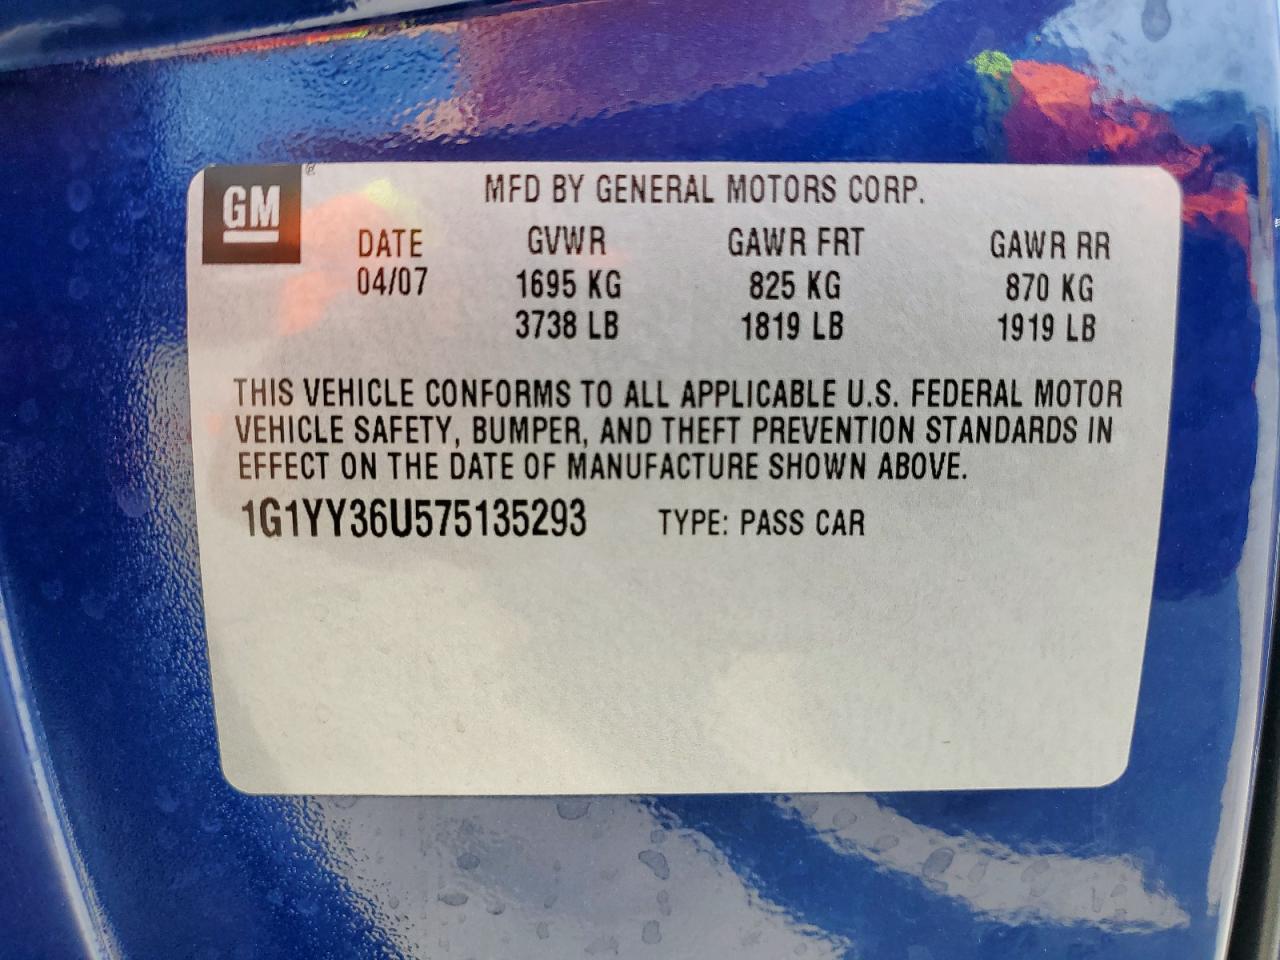 GM ®
MFD BY GENERAL MOTORS CORP.
DATE GVWR GAWR FRT GAWR RR
04/07 1695 KG 825 KG 870 KG
3738 LB 1819 LB 1919 LB
THIS VEHICLE CONFORMS TO ALL APPLICABLE U.S. FEDERAL MOTOR
VEHICLE SAFETY, BUMPER, AND THEFT PREVENTION STANDARDS IN
EFFECT ON THE DATE OF MANUFACTURE SHOWN ABOVE.
1G1YY36U575135293 TYPE: PASS CAR